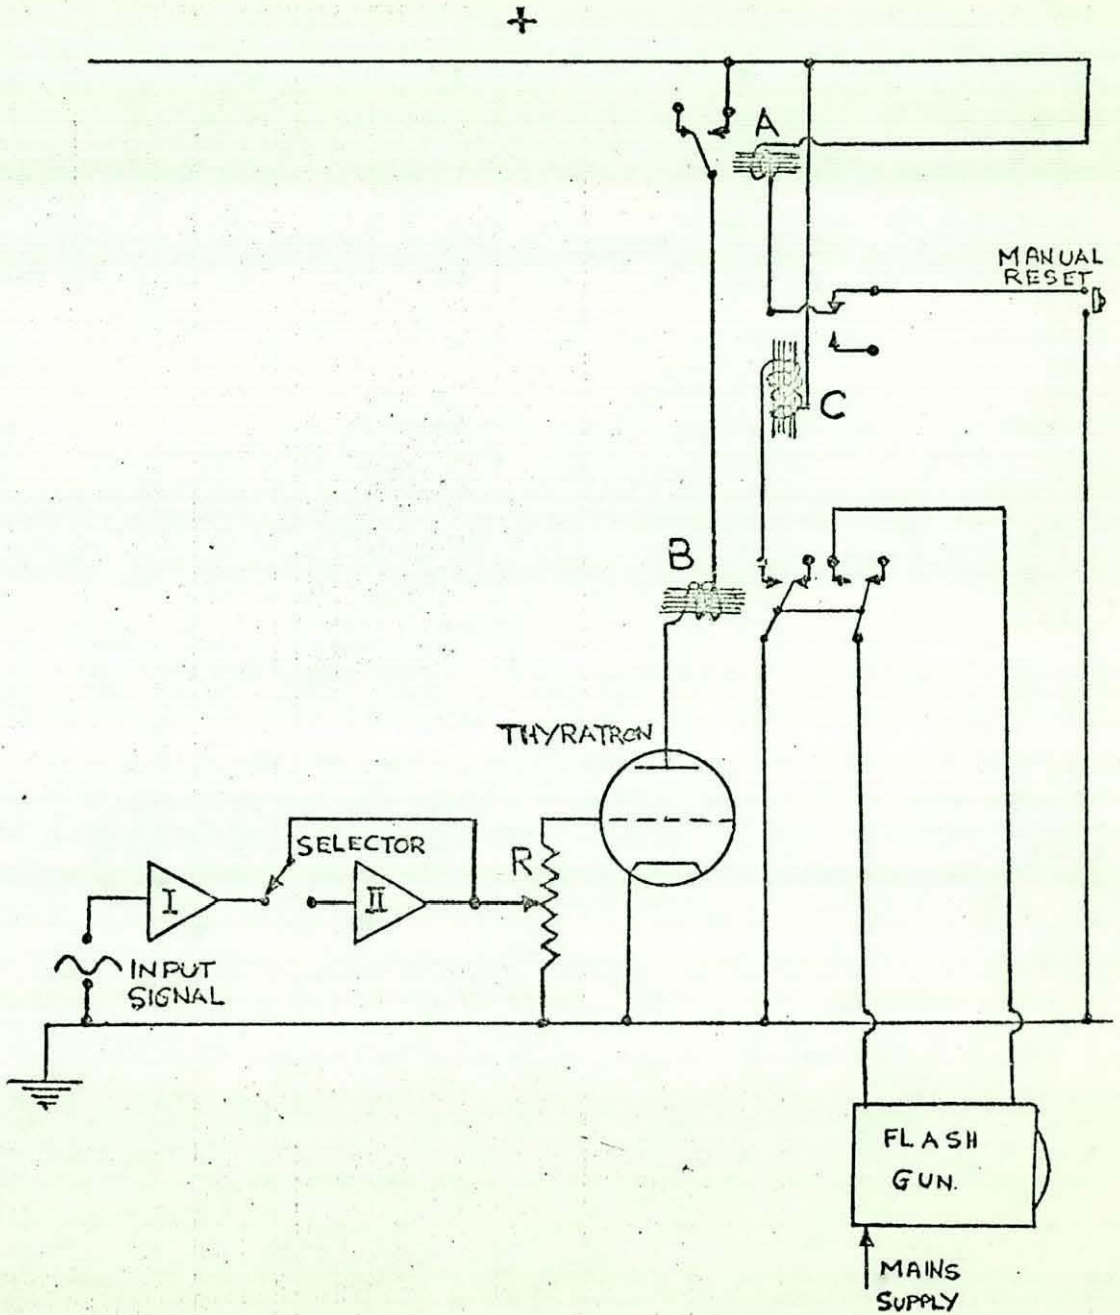 +
A
MANUAL
RESET
C
B
THYRATRON
SELECTOR
R
I
II
INPUT
SIGNAL
FLASH
GUN.
MAINS
SUPPLY